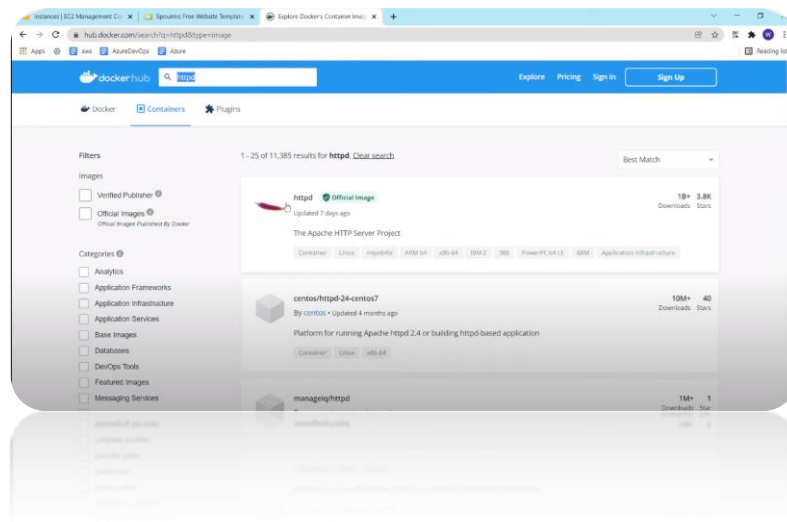 Instances | EC2 Management Con
Spourmo Free Website Template
Explore Docker's Container Imag
hub.docker.com/search?q=httpd&type=image
Apps
aws
AzureDevOps
Azure
Reading list
dockerhub
httpd
Explore
Pricing
Sign In
Sign Up
Docker
Containers
Plugins
Filters
1 - 25 of 11,385 results for httpd. Clear search
Best Match
Images
Verified Publisher
Official Images
Official Images Published By Docker
Categories
Analytics
Application Frameworks
Application Infrastructure
Application Services
Base Images
Databases
DevOps Tools
Featured Images
Messaging Services
httpd
Official Image
Updated 7 days ago
1B+ 3.8K
Downloads Stars
The Apache HTTP Server Project
Container Linux mips64le ARM 64 x86-64 IBM Z 386 PowerPC 64 LE ARM Application Infrastructure
centos/httpd-24-centos7
By centos • Updated 4 months ago
10M+ 40
Downloads Stars
Platform for running Apache httpd 2.4 or building httpd-based application
Container Linux x86-64
manageiq/httpd
1M+ 1
Downloads Star